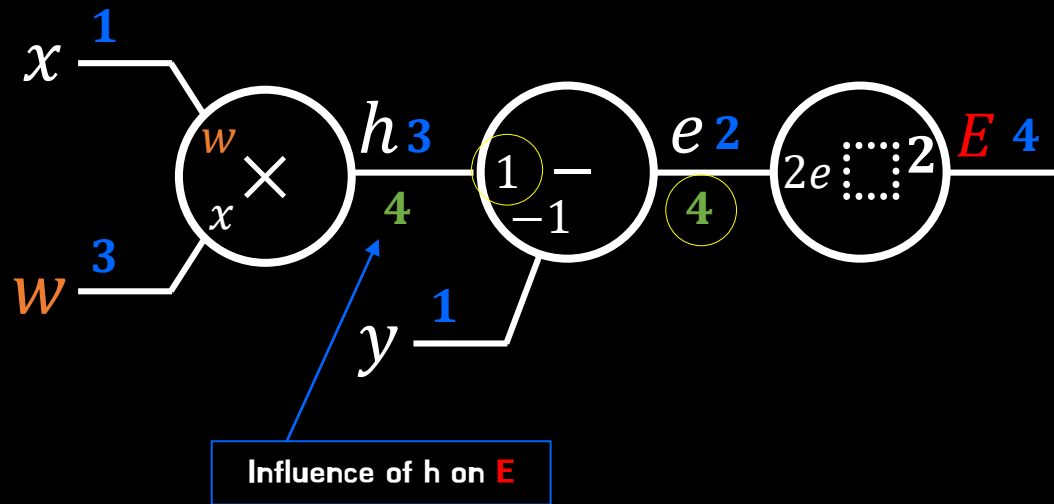 x 1
w
×
x
w 3
h 3
4
1 −
−1
y 1
e 2
4
2e 2
E 4
Influence of h on E